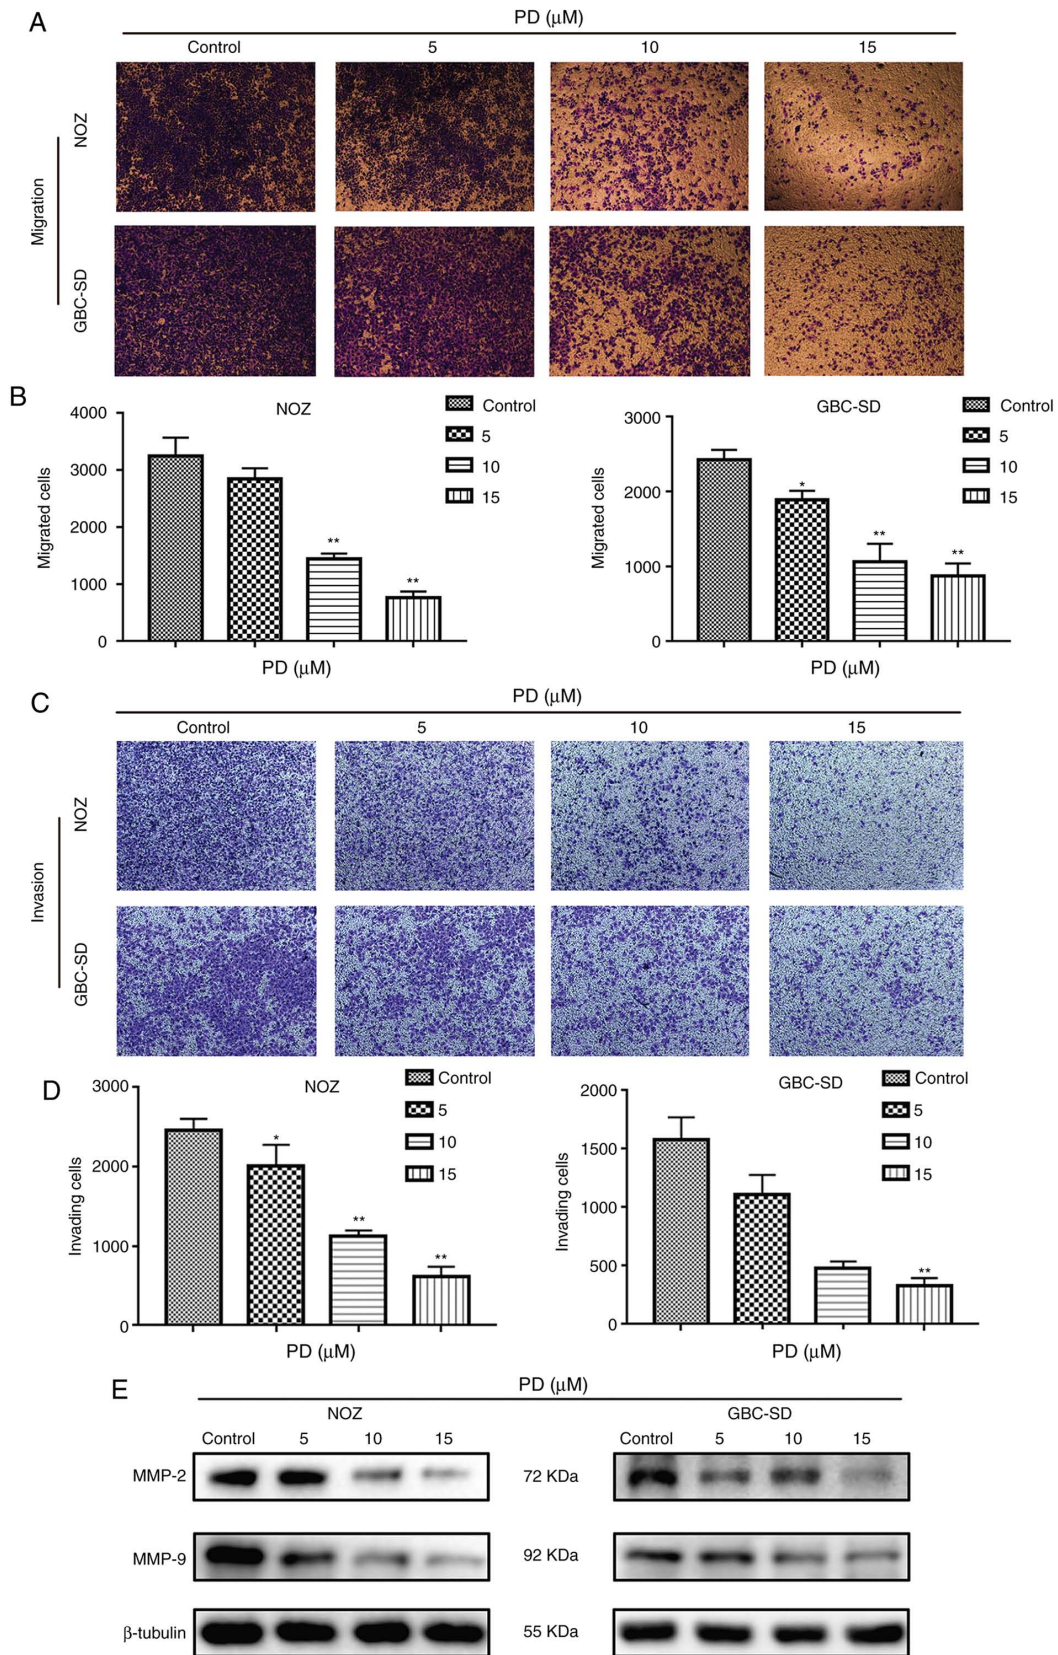 A
PD (μM)
Control 5 10 15
Migration
NOZ
GBC-SD
B
NOZ
Migrated cells
4000
3000
2000
1000
0
**
**
Control
5
10
15
PD (μM)
GBC-SD
Migrated cells
3000
2000
1000
0
*
**
**
Control
5
10
15
PD (μM)
C
PD (μM)
Control 5 10 15
Invasion
NOZ
GBC-SD
D
NOZ
Invading cells
3000
2000
1000
0
*
**
**
Control
5
10
15
PD (μM)
GBC-SD
Invading cells
2000
1500
1000
500
0
**
Control
5
10
15
PD (μM)
E
PD (μM)
NOZ GBC-SD
Control 5 10 15 Control 5 10 15
MMP-2 72 KDa
MMP-9 92 KDa
β-tubulin 55 KDa